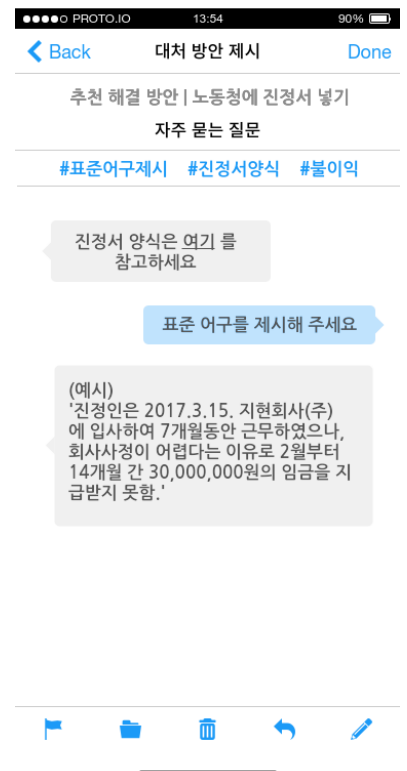 PROTO.IO 13:54 90%
Back 대처 방안 제시 Done
추천 해결 방안 | 노동청에 진정서 넣기
자주 묻는 질문
#표준어구제시 #진정서양식 #불이익
진정서 양식은 여기 를
참고하세요
표준 어구를 제시해 주세요
(예시)
'진정인은 2017.3.15. 지현회사(주)
에 입사하여 7개월동안 근무하였으나,
회사사정이 어렵다는 이유로 2월부터
14개월 간 30,000,000원의 임금을 지
급받지 못함.'